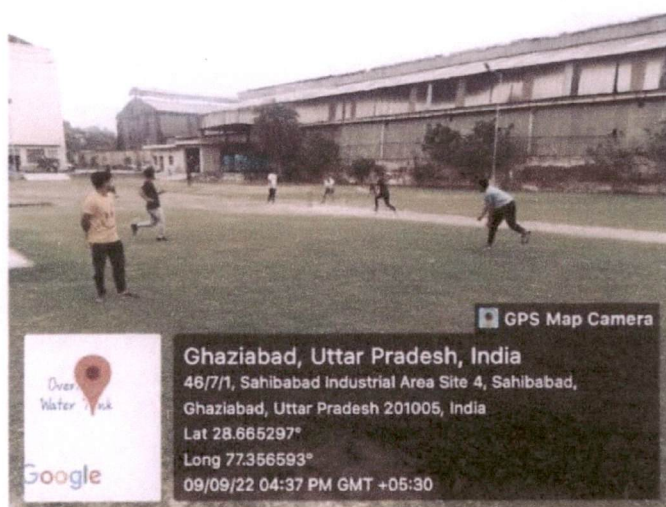 GPS Map Camera
Ghaziabad, Uttar Pradesh, India
46/7/1, Sahibabad Industrial Area Site 4, Sahibabad,
Ghaziabad, Uttar Pradesh 201005, India
Lat 28.665297°
Long 77.356593°
09/09/22 04:37 PM GMT +05:30
Water
Google